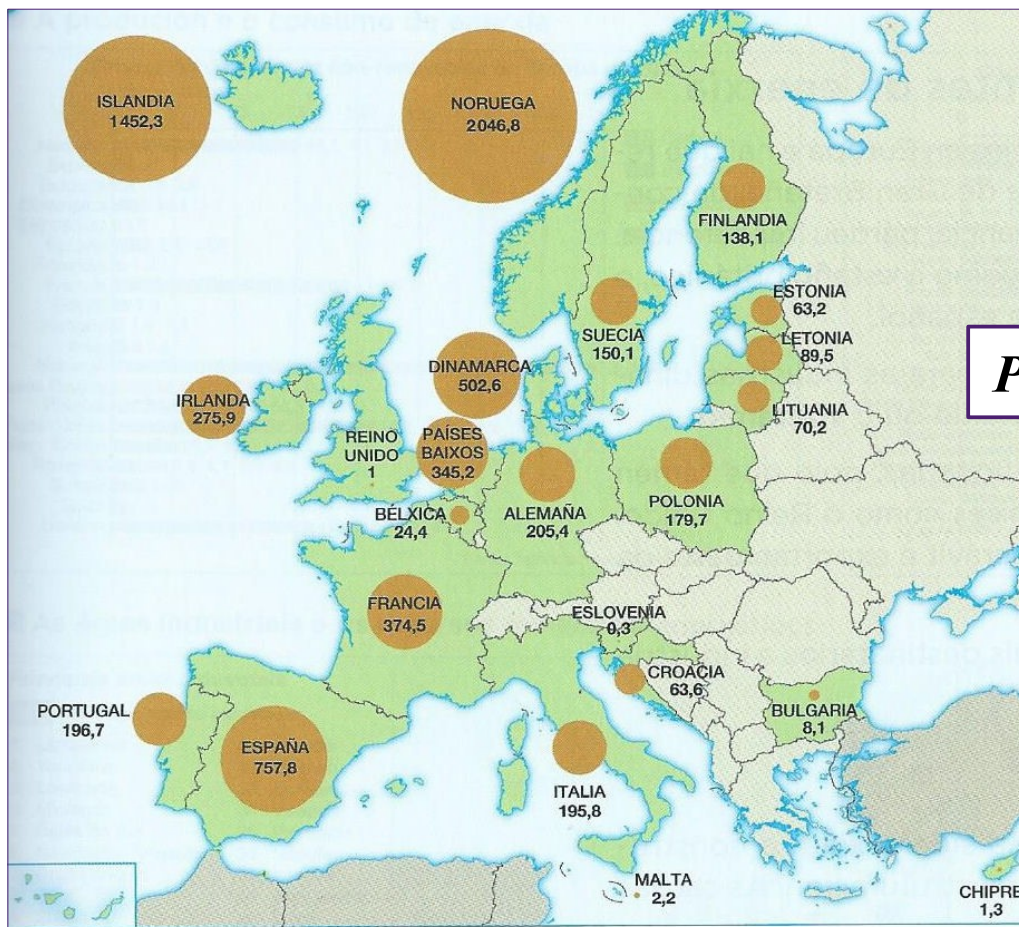 A produción e o consumo de
ISLANDIA
1452,3
NORUEGA
2046,8
FINLANDIA
138,1
ESTONIA
63,2
SUECIA
150,1
LETONIA
89,5
P
DINAMARCA
502,6
LITUANIA
70,2
IRLANDA
275,9
REINO
UNIDO
1
PAÍSES
BAIXOS
345,2
BÉLXICA
24,4
ALEMAÑA
205,4
POLONIA
179,7
FRANCIA
374,5
ESLOVENIA
0,3
CROACIA
63,6
BULGARIA
8,1
PORTUGAL
196,7
ESPAÑA
757,8
ITALIA
195,8
MALTA
2,2
CHIPRE
1,3